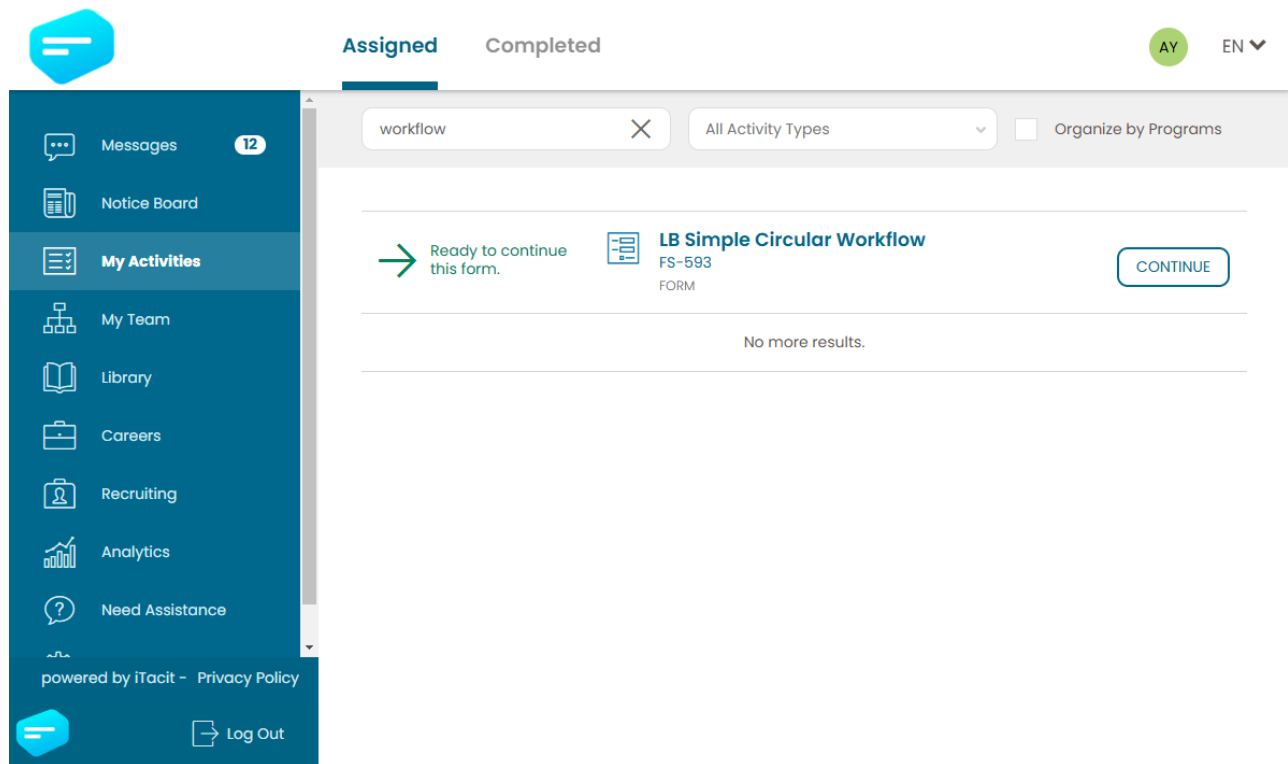 Assigned
Completed
AY
EN
Messages
12
Notice Board
My Activities
My Team
Library
Careers
Recruiting
Analytics
Need Assistance
powered by iTacit - Privacy Policy
Log Out
workflow
All Activity Types
Organize by Programs
Ready to continue
this form.
LB Simple Circular Workflow
FS-593
FORM
CONTINUE
No more results.